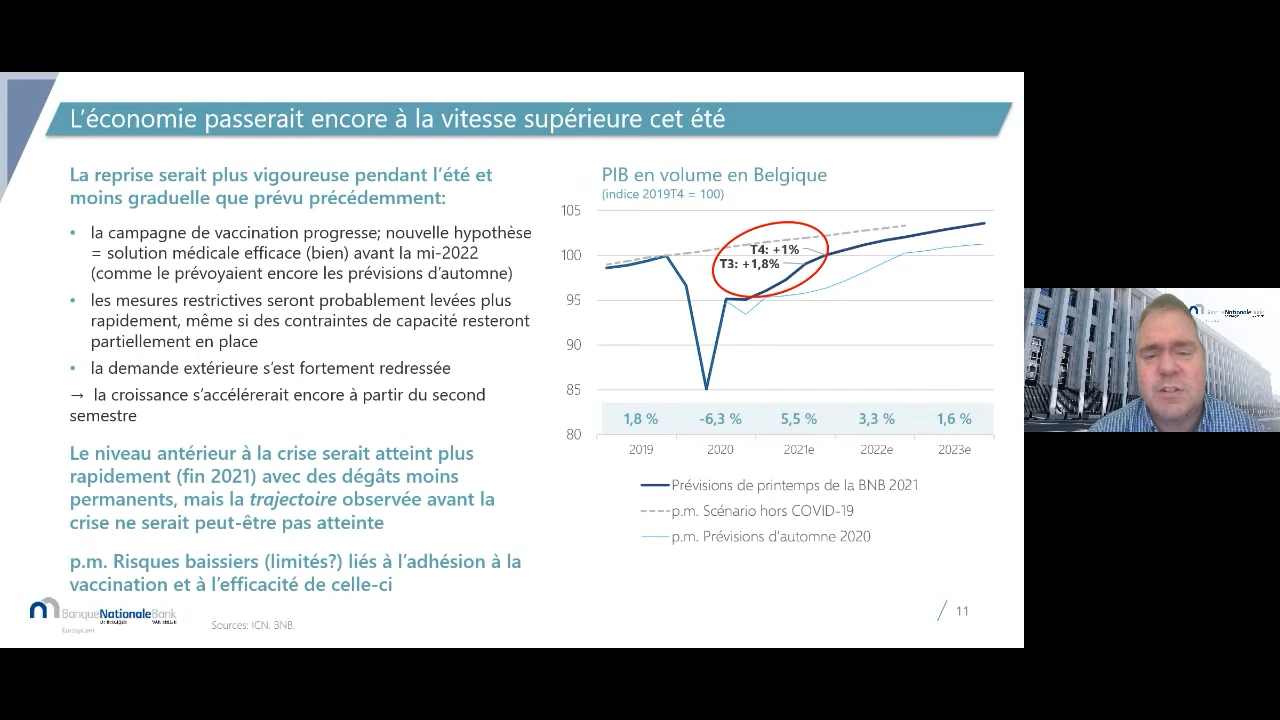 L'économie passerait encore à la vitesse supérieure cet été
La reprise serait plus vigoureuse pendant l'été et
moins graduelle que prévu précédemment:
• la campagne de vaccination progresse; nouvelle hypothèse
= solution médicale efficace (bien) avant la mi-2022
(comme le prévoyaient encore les prévisions d'automne)
• les mesures restrictives seront probablement levées plus
rapidement, même si des contraintes de capacité resteront
partiellement en place
• la demande extérieure s'est fortement redressée
→ la croissance s'accélérerait encore à partir du second
semestre
Le niveau antérieur à la crise serait atteint plus
rapidement (fin 2021) avec des dégâts moins
permanents, mais la trajectoire observée avant la
crise ne serait peut-être pas atteinte
p.m. Risques baissiers (limités?) liés à l'adhésion à la
vaccination et à l'efficacité de celle-ci
PIB en volume en Belgique
(indice 2019T4 = 100)
105
100
95
90
85
80
T4: +1%
T3: +1,8%
1,8 % -6,3 % 5,5 % 3,3 % 1,6 %
2019 2020 2021e 2022e 2023e
Prévisions de printemps de la BNB 2021
p.m. Scénario hors COVID-19
p.m. Prévisions d'automne 2020
BanqueNationaleBank
DE BELGIQUE VAN BELGIË
Eurosystem
Sources: ICN, BNB.
11
BanqueNationaleBank